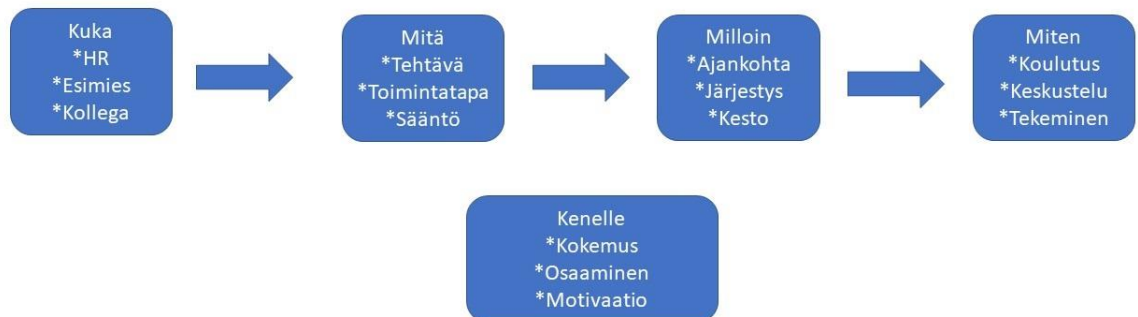 Kuka
*HR
*Esimies
*Kollega
Mitä
*Tehtävä
*Toimintatapa
*Sääntö
Milloin
*Ajankohta
*Järjestys
*Kesto
Miten
*Koulutus
*Keskustelu
*Tekeminen
Kenelle
*Kokemus
*Osaaminen
*Motivaatio